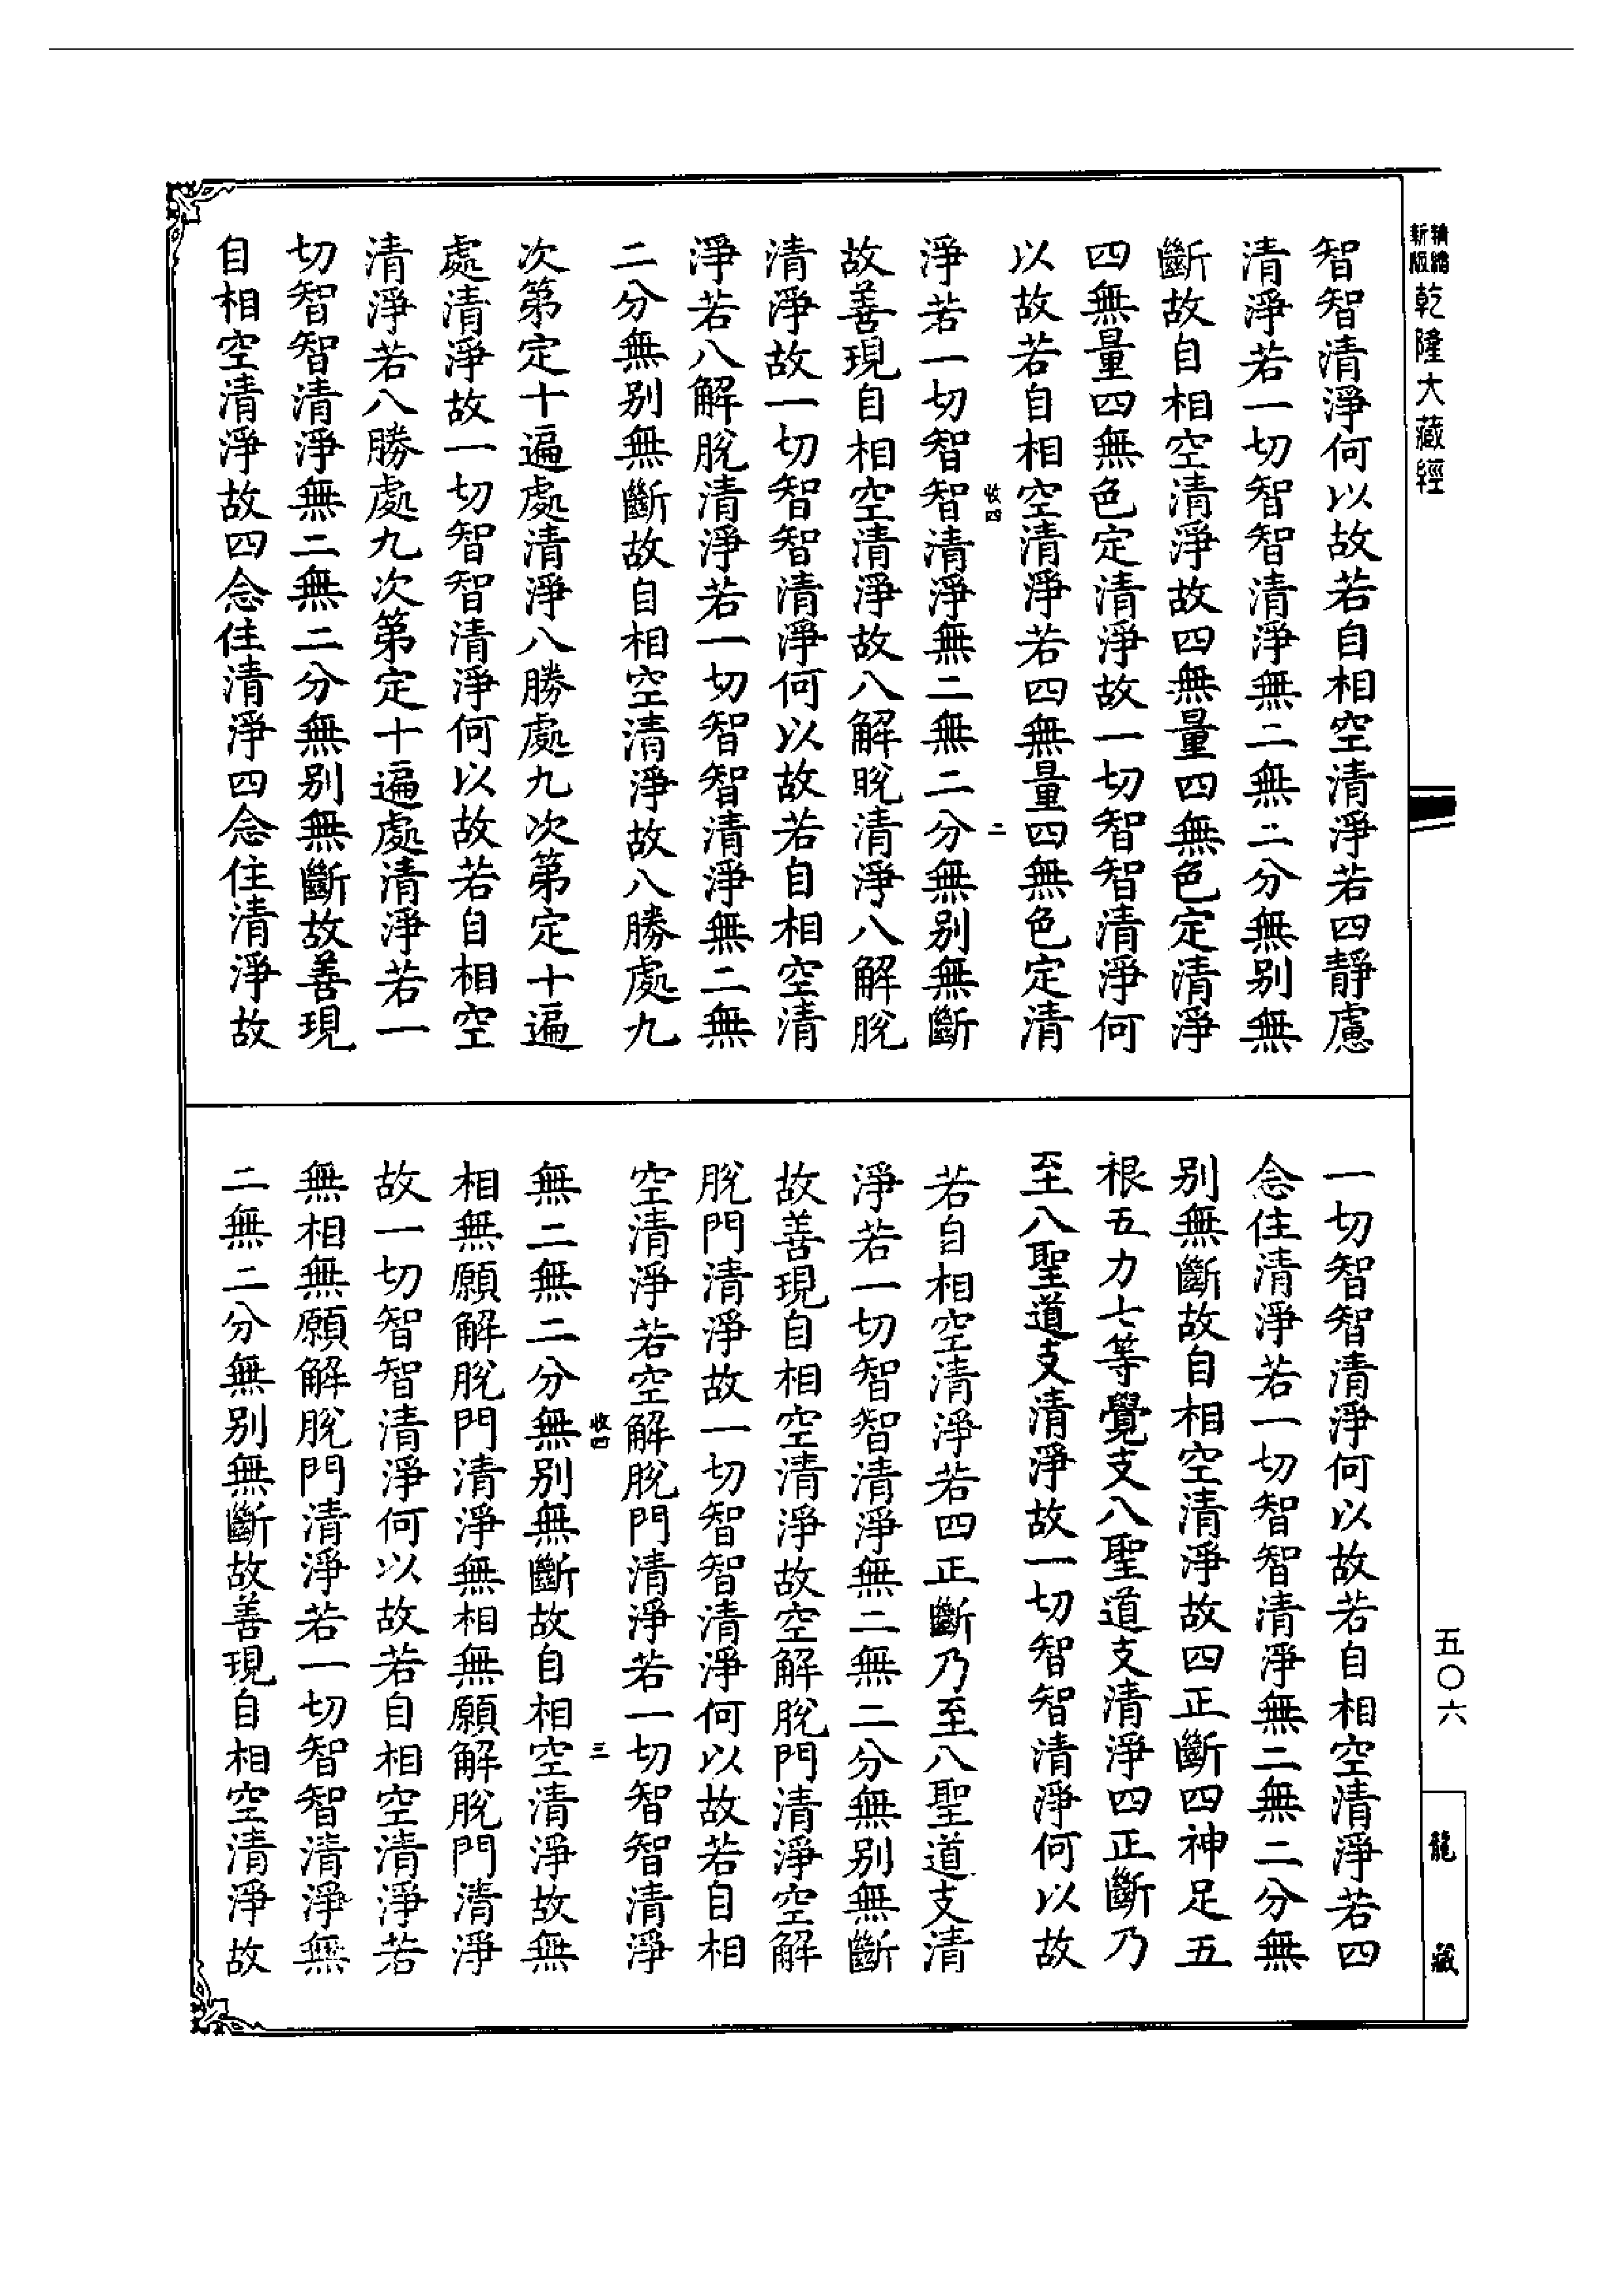 精縮新版乾隆大藏經
智智清淨何以故若自相空清淨若四靜慮
清淨若一切智智清淨無二無二分無別無
斷故自相空清淨故四無量四無色定清淨
四無量四無色定清淨故一切智智清淨何
以故若自相空清淨若四無量四無色定清
收四 二
淨若一切智智清淨無二無二分無別無斷
故善現自相空清淨故八解脫清淨八解脫
清淨故一切智智清淨何以故若自相空清
淨若八解脫清淨若一切智智清淨無二無
二分無別無斷故自相空清淨故八勝處九
次第定十遍處清淨八勝處九次第定十遍
處清淨故一切智智清淨何以故若自相空
清淨若八勝處九次第定十遍處清淨若一
切智智清淨無二無二分無別無斷故善現
自相空清淨故四念住清淨四念住清淨故
一切智智清淨何以故若自相空清淨若四
念住清淨若一切智智清淨無二無二分無
別無斷故自相空清淨故四正斷四神足五
根五力七等覺支八聖道支清淨四正斷乃
至八聖道支清淨故一切智智清淨何以故
若自相空清淨若四正斷乃至八聖道支清
淨若一切智智清淨無二無二分無別無斷
故善現自相空清淨故空解脫門清淨空解
脫門清淨故一切智智清淨何以故若自相
空清淨若空解脫門清淨若一切智智清淨
收四 三
無二無二分無別無斷故自相空清淨故無
相無願解脫門清淨無相無願解脫門清淨
故一切智智清淨何以故若自相空清淨若
無相無願解脫門清淨若一切智智清淨無
二無二分無別無斷故善現自相空清淨故
五〇六
龍藏